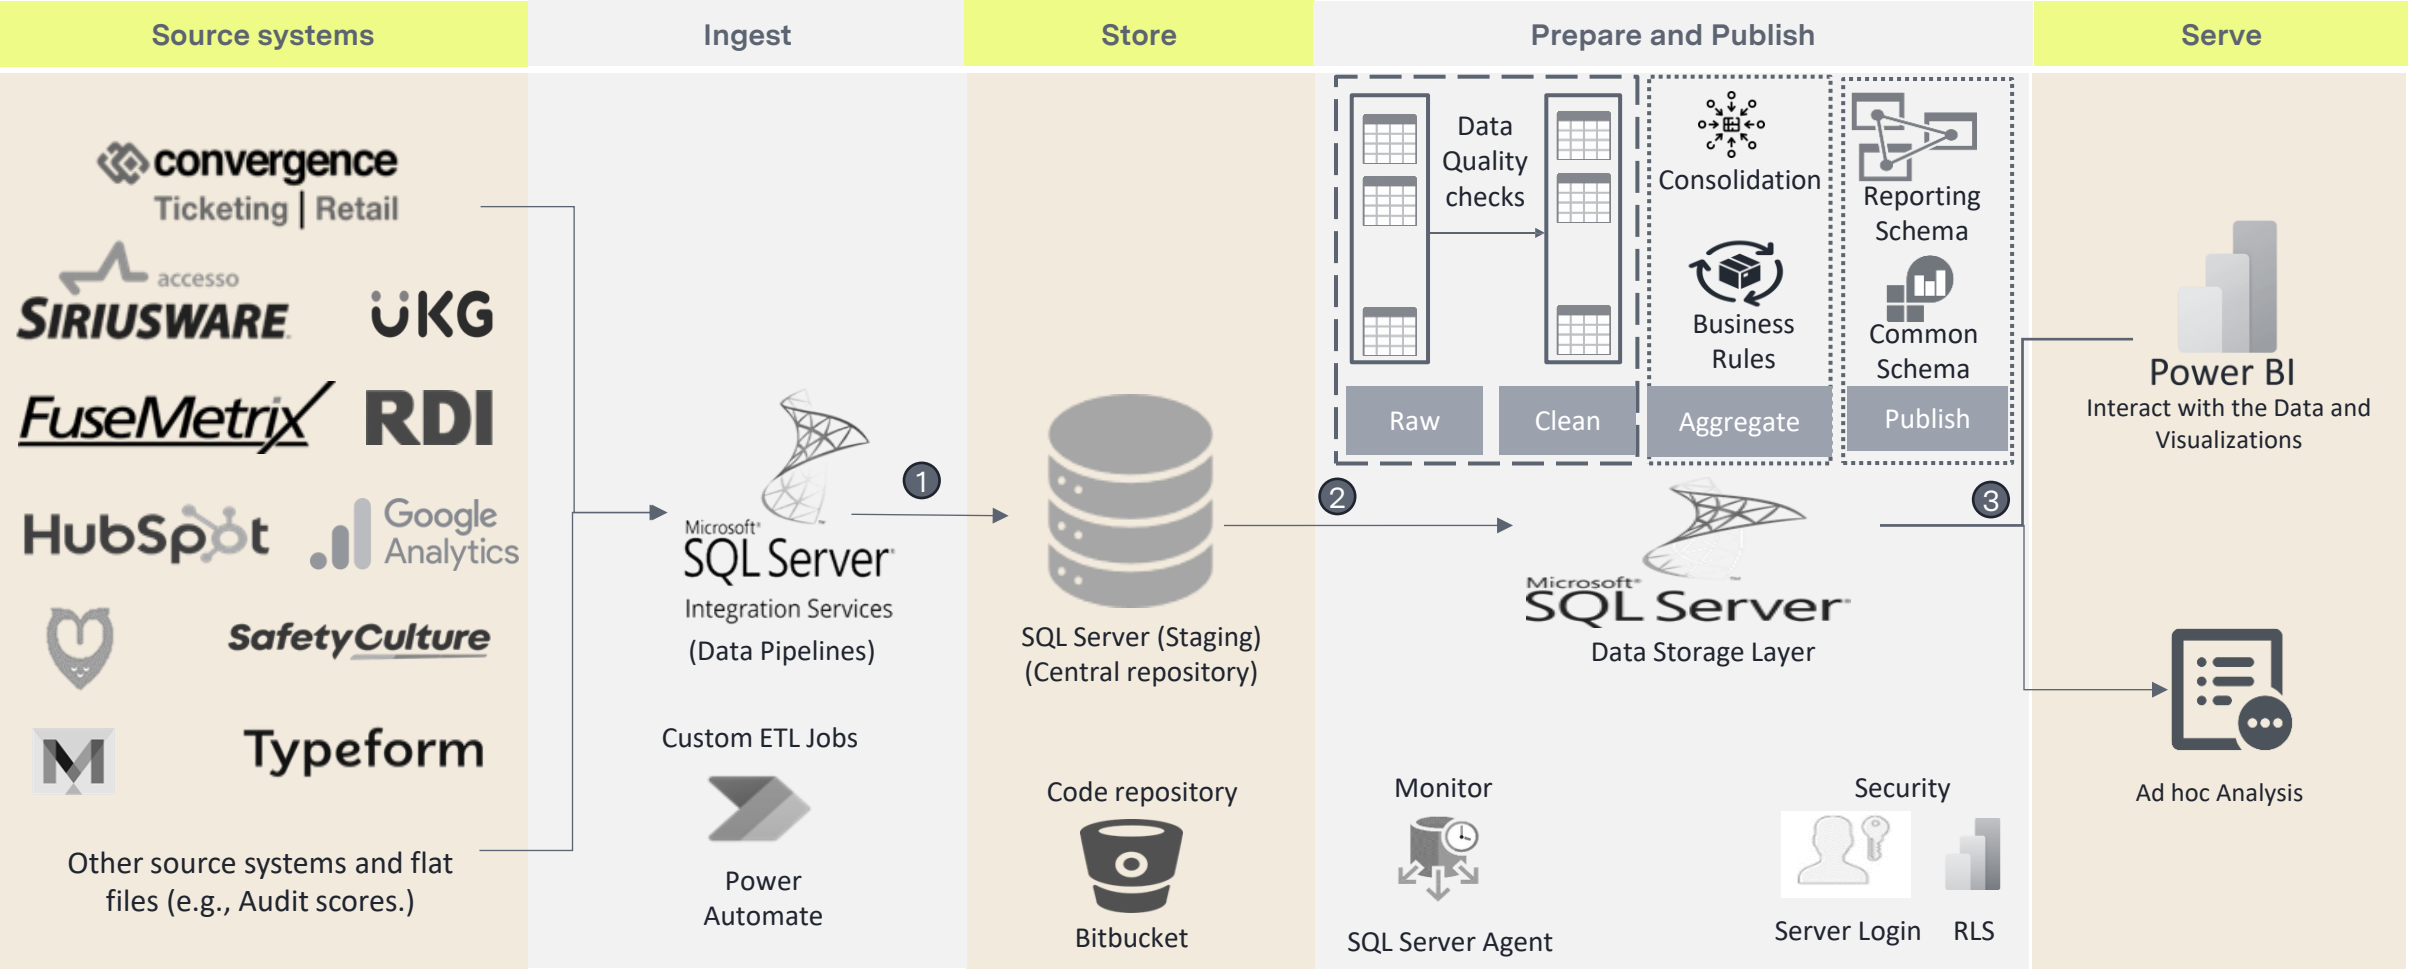 Source systems
Ingest
Store
Prepare and Publish
Serve
convergence
Ticketing | Retail
accesso
SIRIUSWARE
UKG
FuseMetrix
RDI
HubSpot
Google
Analytics
SafetyCulture
M
Typeform
Other source systems and flat
files (e.g., Audit scores.)
Microsoft
SQL Server
Integration Services
(Data Pipelines)
Custom ETL Jobs
Power
Automate
1
SQL Server (Staging)
(Central repository)
Code repository
Bitbucket
2
Data
Quality
checks
Raw
Clean
Consolidation
Business
Rules
Aggregate
Reporting
Schema
Common
Schema
Publish
3
Microsoft
SQL Server
Data Storage Layer
Monitor
SQL Server Agent
Security
Server Login
RLS
Power BI
Interact with the Data and
Visualizations
Ad hoc Analysis